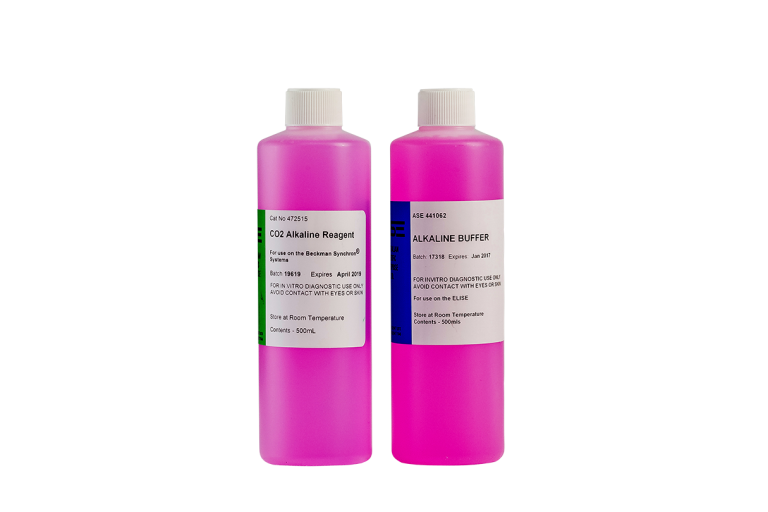 Cat No 472515
CO2 Alkaline Reagent
For use on the Beckman Synchron®
Systems
Batch 19619 Expires April 2019
FOR IN VITRO DIAGNOSTIC USE ONLY
AVOID CONTACT WITH EYES OR SKIN
Store at Room Temperature
Contents - 500mL
ASE 441062
ALKALINE BUFFER
Batch 17318 Expires Jan 2017
FOR INVITRO DIAGNOSTIC USE ONLY
AVOID CONTACT WITH EYES OR SKIN
For use on the ELISE
Store at Room Temperature
Contents - 500mls